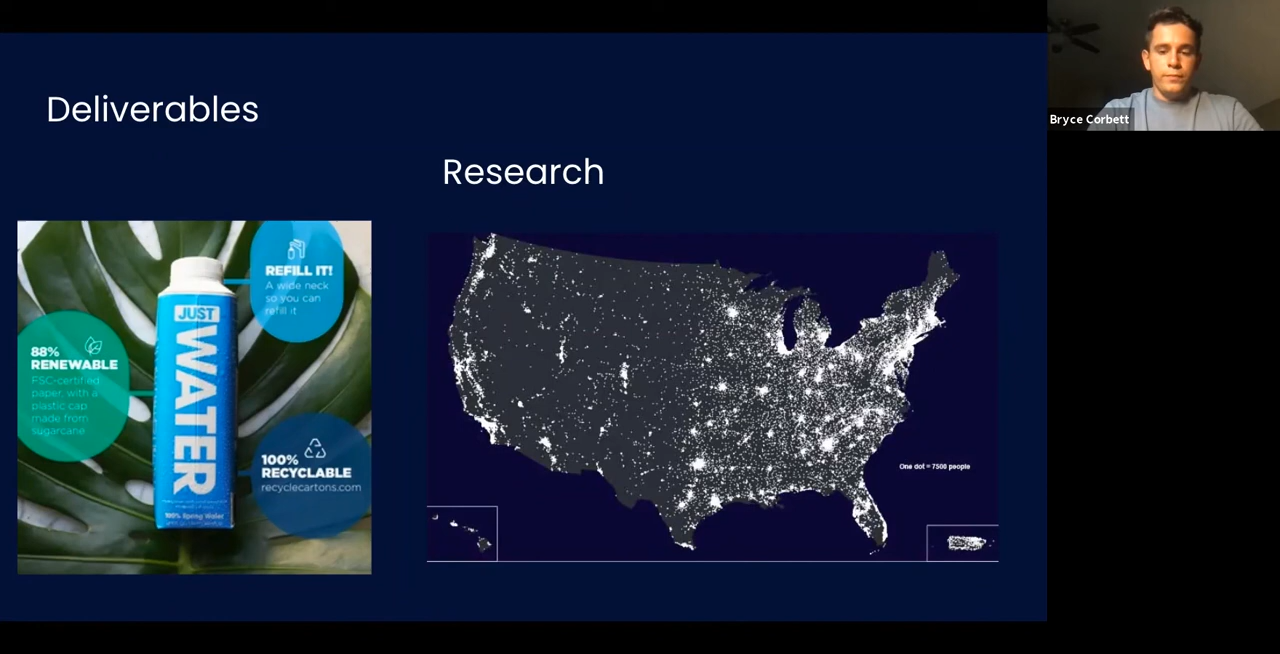 Deliverables
Research
REFILL IT!
A wide neck
so you can
refill it
88%
RENEWABLE
FSC-certified
paper, with a
plastic cap
made from
sugarcane
JUST
WATER
100%
RECYCLABLE
recyclecartons.com
100% Spring Water
One dot = 7500 people
Bryce Corbett